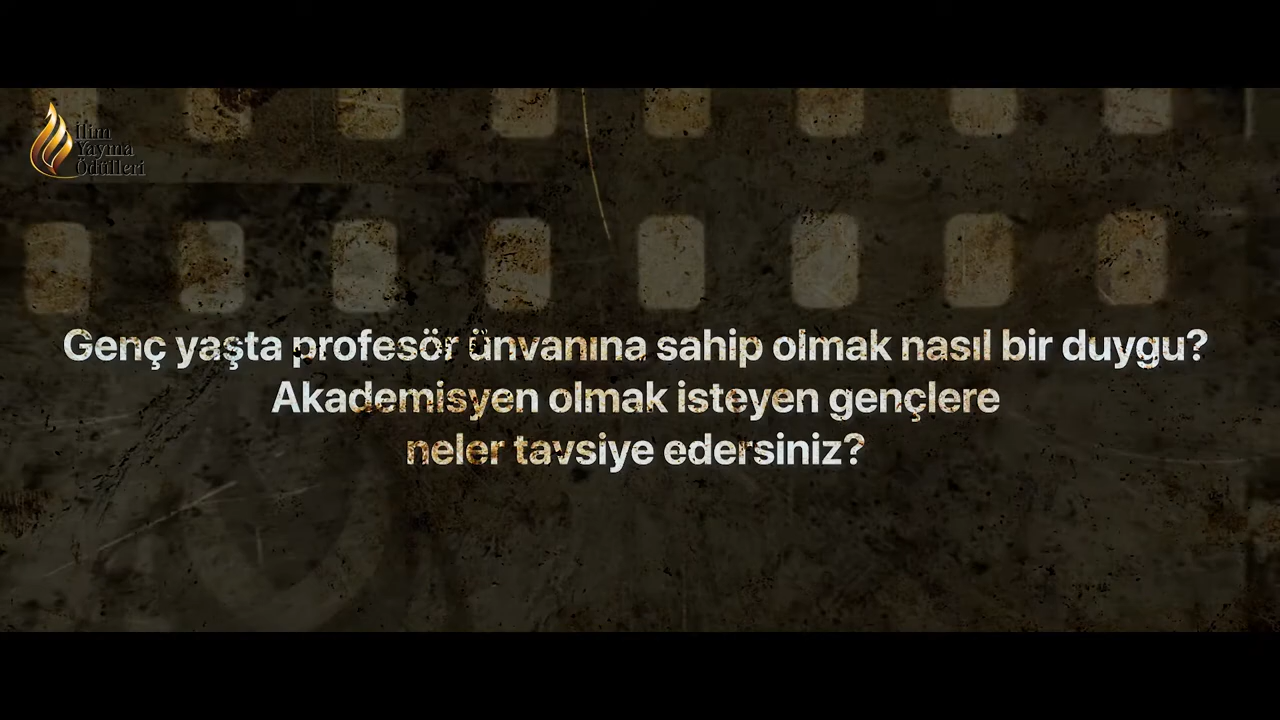 İlim
Yayma
Ödülleri
Genç yaşta profesör ünvanına sahip olmak nasıl bir duygu?
Akademisyen olmak isteyen gençlere
neler tavsiye edersiniz?